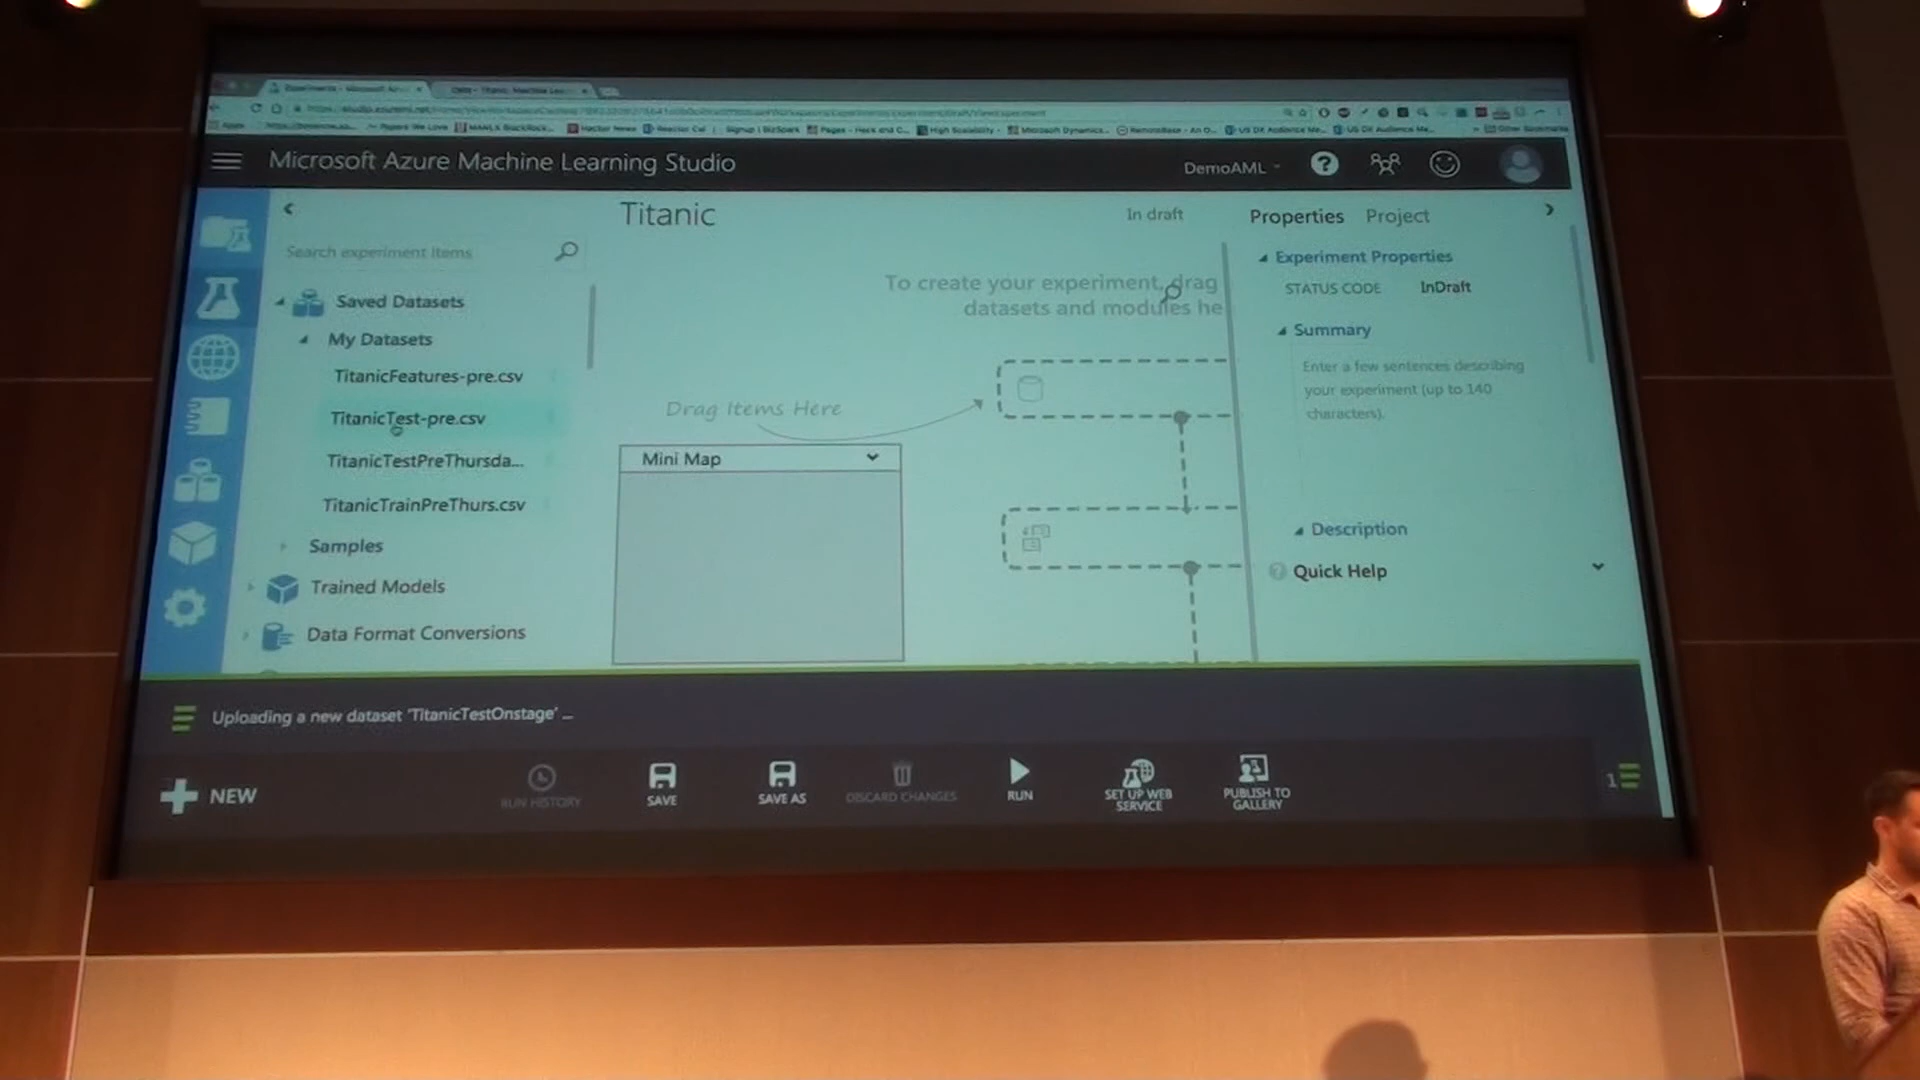 Microsoft Azure Machine Learning Studio
DemoAML
?
Titanic
In draft
Properties Project
Search experiment items
Experiment Properties
STATUS CODE InDraft
Saved Datasets
My Datasets
TitanicFeatures-pre.csv
TitanicTest-pre.csv
TitanicTestPreThursda...
TitanicTrainPreThurs.csv
Samples
Trained Models
Data Format Conversions
To create your experiment, drag
datasets and modules he
Drag Items Here
Mini Map
Summary
Enter a few sentences describing
your experiment (up to 140
characters).
Description
Quick Help
Uploading a new dataset 'TitanicTestOnstage' ...
NEW
RUN HISTORY
SAVE
SAVE AS
DISCARD CHANGES
RUN
SET UP WEB
SERVICE
PUBLISH TO
GALLERY
1